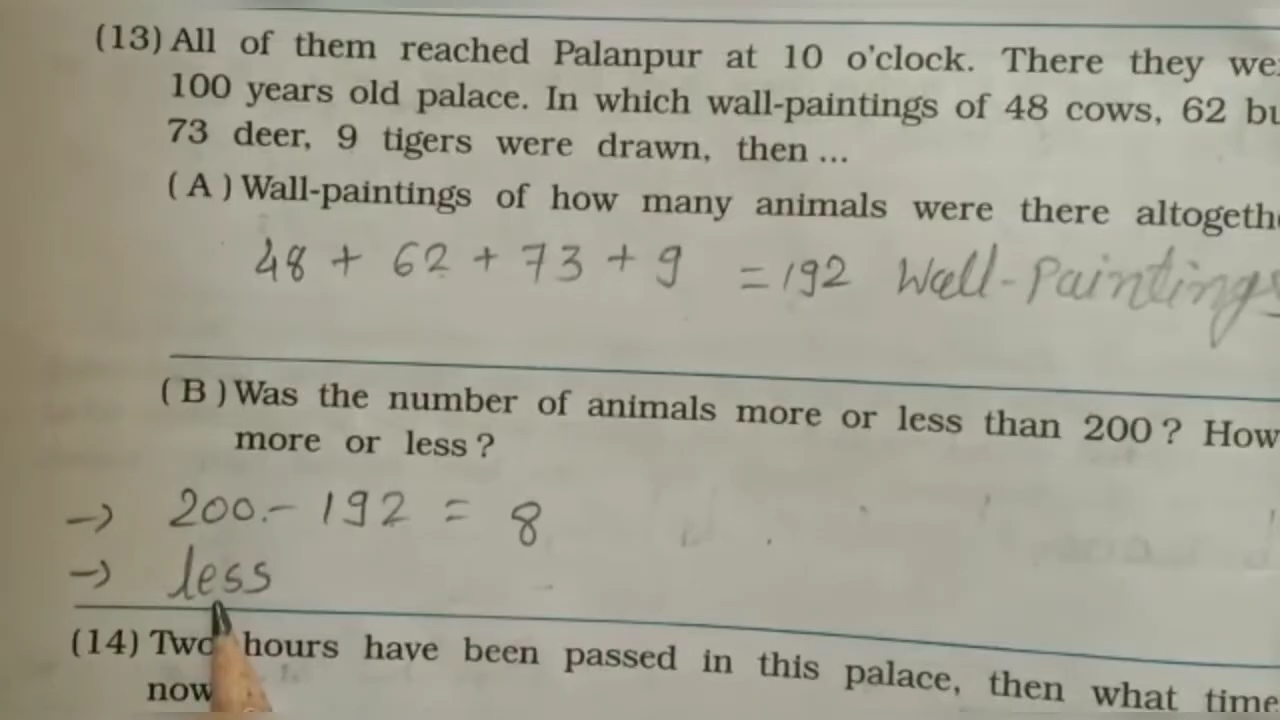 (13) All of them reached Palanpur at 10 o'clock. There they
100 years old palace. In which wall-paintings of 48 cows, 62
73 deer, 9 tigers were drawn, then ...
(A) Wall-paintings of how many animals were there
48 + 62 + 73 + 9 = 192 Wall-Paintings
(B) Was the number of animals more or less than 200? How
more or less?
→ 200.- 192 = 8
→ less
(14) Two hours have been passed in this palace, then what time
now